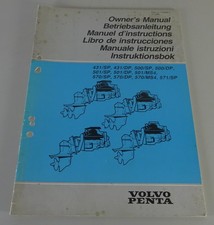 Owner's Manual
Betriebsanleitung
Manuel d'instructions
Libro de instrucciones
Manuale istruzioni
Instruktionsbok
VOLVO
PENTA